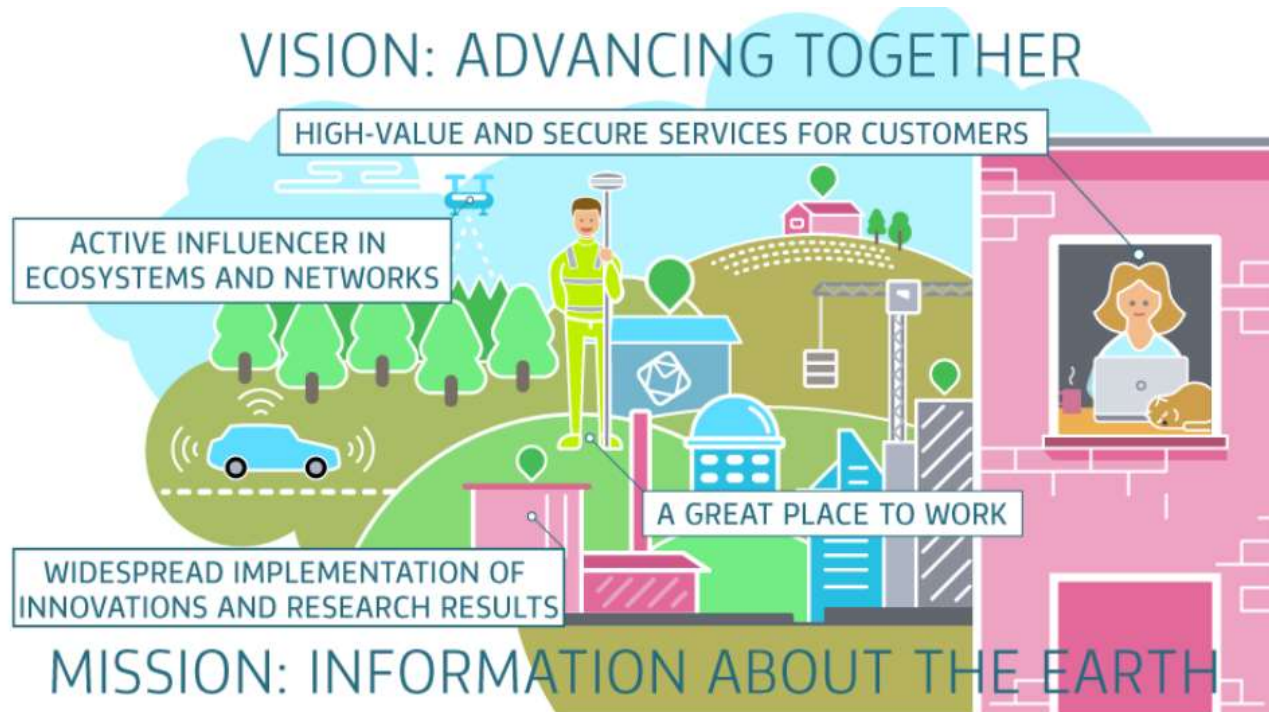 VISION: ADVANCING TOGETHER
HIGH-VALUE AND SECURE SERVICES FOR CUSTOMERS
ACTIVE INFLUENCER IN
ECOSYSTEMS AND NETWORKS
A GREAT PLACE TO WORK
WIDESPREAD IMPLEMENTATION OF
INNOVATIONS AND RESEARCH RESULTS
MISSION: INFORMATION ABOUT THE EARTH